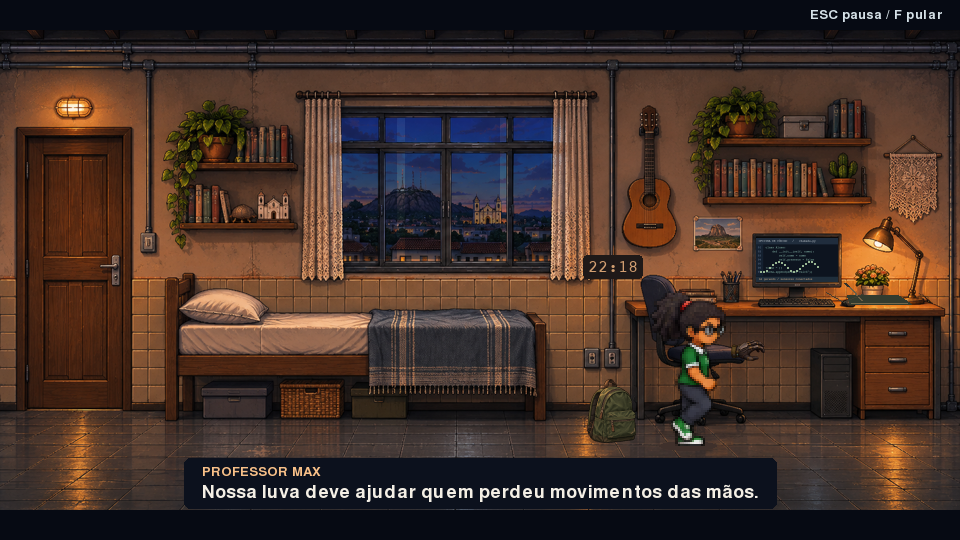 ESC pausa / F pular
22:18
PROFESSOR MAX
Nossa luva deve ajudar quem perdeu movimentos das mãos.